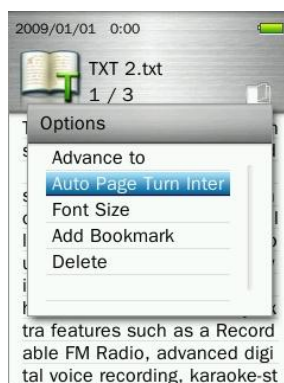 2009/01/01 0:00
TXT 2.txt
1 / 3
Options
Advance to
Auto Page Turn Inter
Font Size
Add Bookmark
Delete
tra features such as a Record
able FM Radio, advanced digi
tal voice recording, karaoke-st